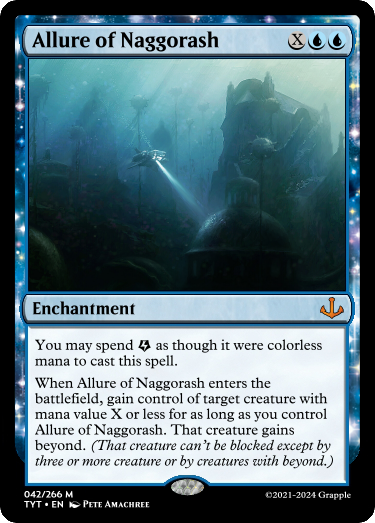 Allure of Naggorash X
Enchantment
You may spend as though it were colorless
mana to cast this spell.
When Allure of Naggorash enters the
battlefield, gain control of target creature with
mana value X or less for as long as you control
Allure of Naggorash. That creature gains
beyond. (That creature can't be blocked except by
three or more creature or by creatures with beyond.)
042/266 M
TYT • EN Pete Amachree
©2021-2024 Grapple